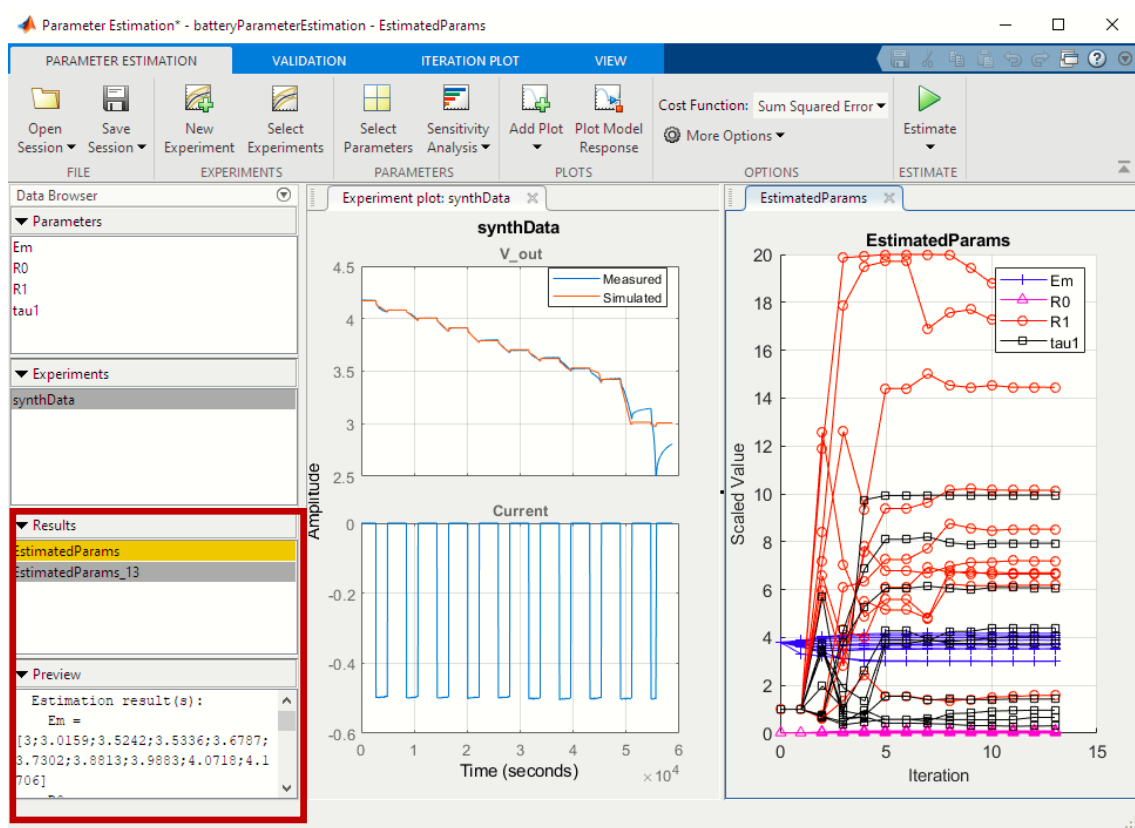 Parameter Estimation* - batteryParameterEstimation - EstimatedParams
PARAMETER ESTIMATION
VALIDATION
ITERATION PLOT
VIEW
Open Session
Save Session
New Experiment
Select Experiments
Select Parameters
Sensitivity Analysis
Add Plot
Plot Model Response
Cost Function: Sum Squared Error
More Options
Estimate
FILE
EXPERIMENTS
PARAMETERS
PLOTS
OPTIONS
ESTIMATE
Data Browser
Parameters
Em
R0
R1
tau1
Experiments
synthData
Results
EstimatedParams
EstimatedParams_13
Preview
Estimation result(s):
Em =
[3;3.0159;3.5242;3.5336;3.6787;
3.7302;3.8813;3.9883;4.0718;4.1
706]
Experiment plot: synthData
synthData
V_out
4.5
4
3.5
3
2.5
Measured
Simulated
Amplitude
Current
0
-0.2
-0.4
-0.6
0 1 2 3 4 5 6
Time (seconds)
×10^4
EstimatedParams
EstimatedParams
20
18
16
14
12
10
8
6
4
2
0
Scaled Value
Em
R0
R1
tau1
0 5 10 15
Iteration